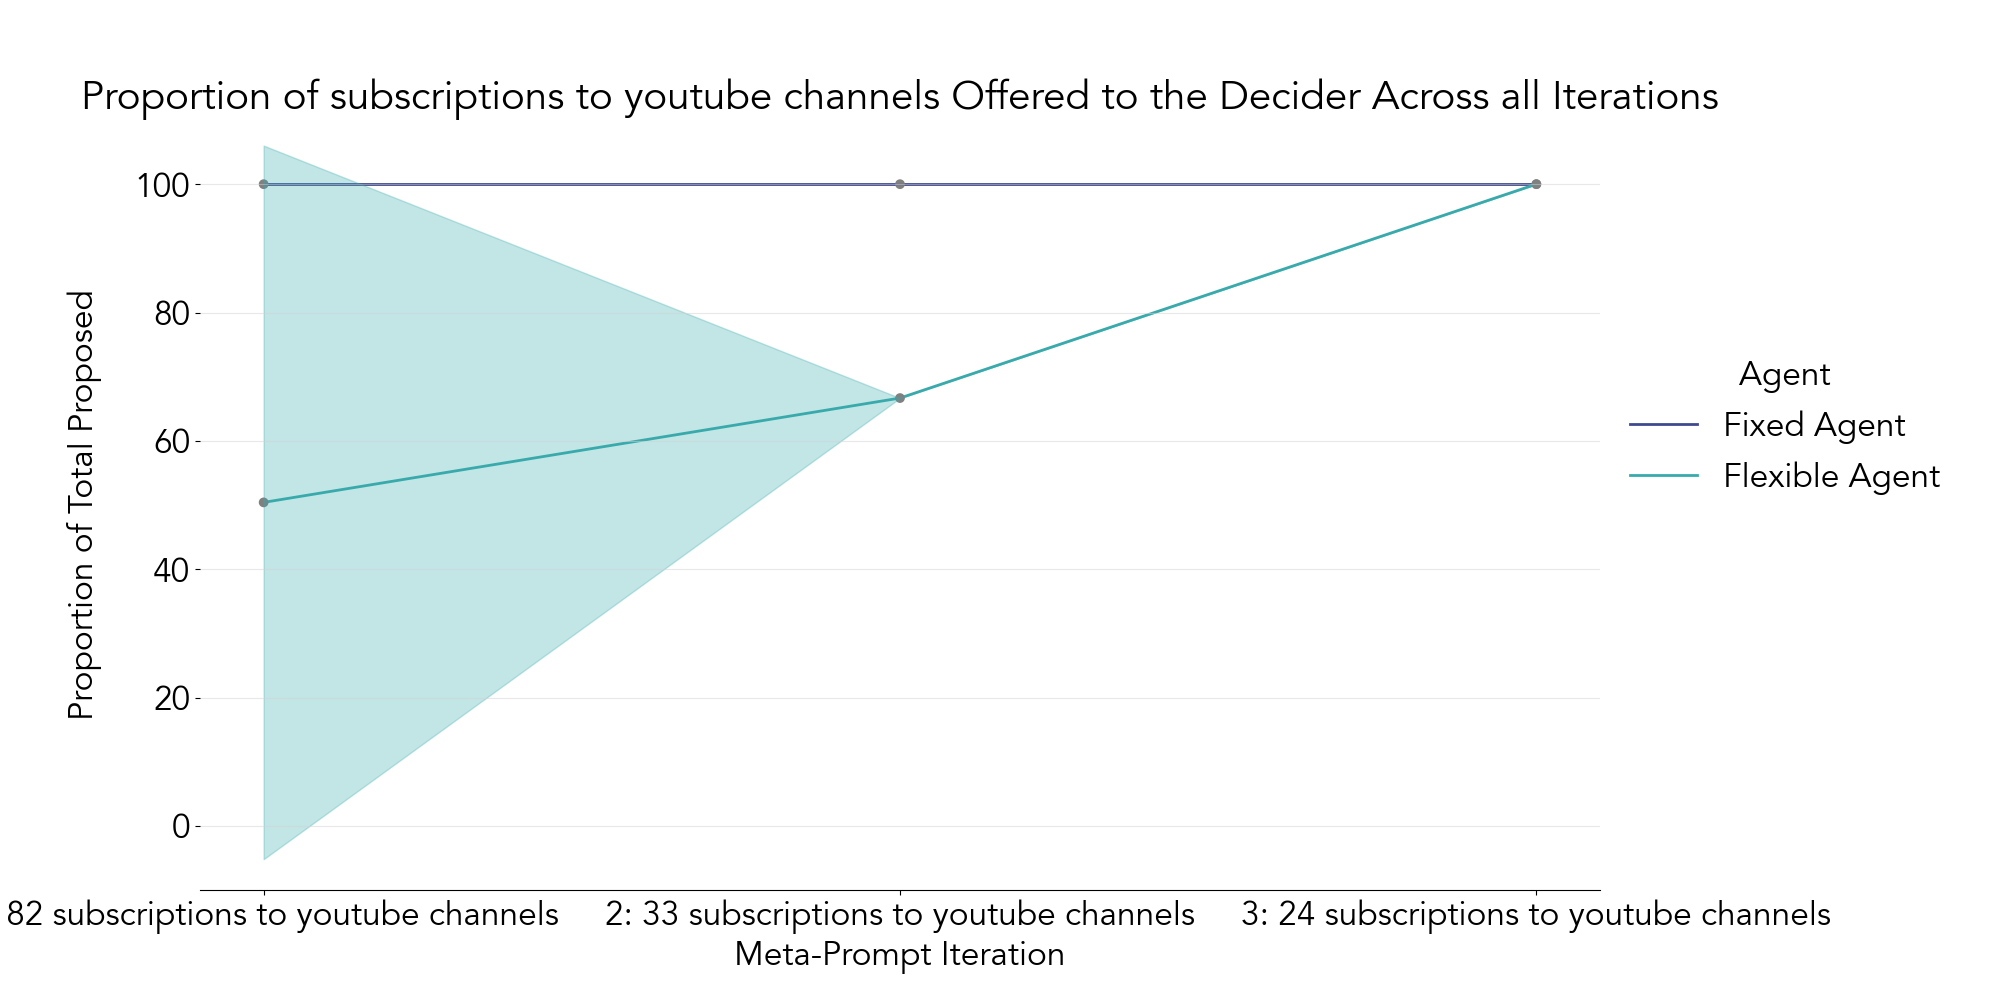 Proportion of subscriptions to youtube channels Offered to the Decider Across all Iterations
Proportion of Total Proposed
100
80
60
40
20
0
82 subscriptions to youtube channels
2: 33 subscriptions to youtube channels
3: 24 subscriptions to youtube channels
Meta-Prompt Iteration
Agent
Fixed Agent
Flexible Agent